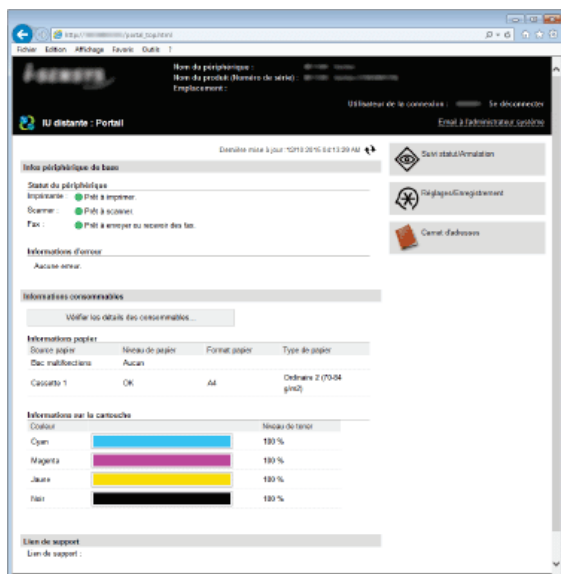 http://
/portal_top.html
Fichier Edition Affichage Favoris Outils ?
Nom du périphérique :
Nom du produit (Numéro de série) :
Emplacement :
Utilisateur de la connexion : Se déconnecter
IU distante : Portail
Email à l'administrateur système
Dernière mise à jour :
Infos périphérique de base
Statut du périphérique
Imprimante : Prêt à imprimer.
Scanner : Prêt à scanner.
Fax : Prêt à envoyer ou recevoir des fax.
Informations d'erreur
Aucune erreur.
Suivi statut/Annulation
Réglages/Enregistrement
Carnet d'adresses
Informations consommables
Vérifier les détails des consommables...
Informations papier
Source papier Niveau de papier Format papier Type de papier
Bac multifonctions Aucun
Cassette 1 OK A4 Ordinaire 2 (70-84
g/m2)
Informations sur la cartouche
Couleur Niveau de toner
Cyan 100 %
Magenta 100 %
Jaune 100 %
Noir 100 %
Lien de support
Lien de support :